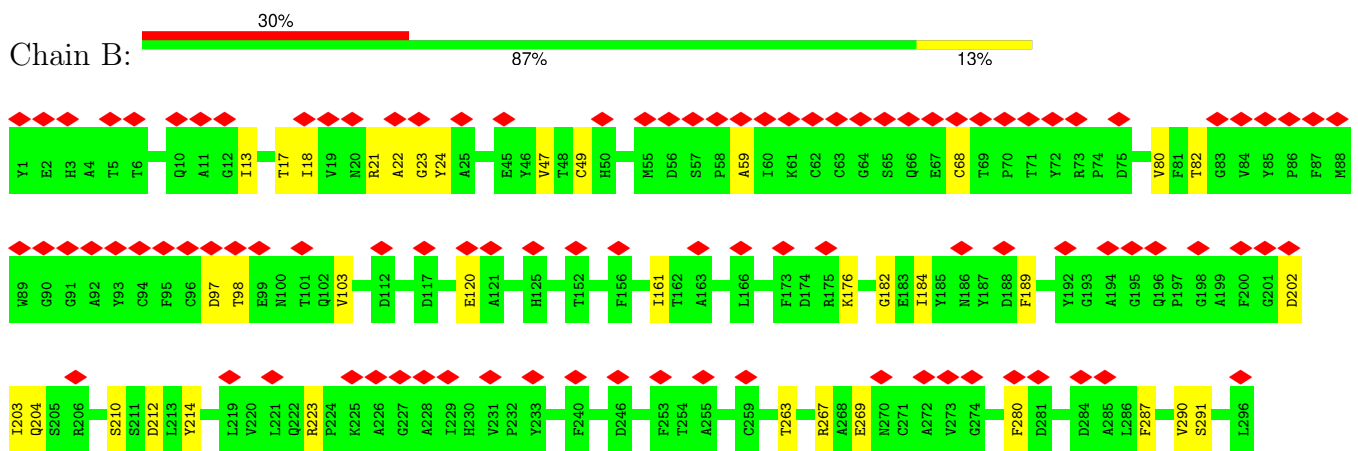 30%
Chain B:
87% 13%
Y1 E2 H3 A4 T5 T6 Q10 A11 G12 I13 T17 I18 V19 N20 R21 A22 G23 Y24 A25 E45 Y46 V47 T48 C49 H50 M55 D56 S57 P58 A59 I60 K61 C62 C63 G64 S65 Q66 E67 C68 T69 P70 T71 Y72 R73 P74 D75 V80 F81 T82 G83 V84 Y85 P86 F87 M88
W89 G90 G91 A92 Y93 C94 F95 C96 D97 T98 E99 N100 T101 Q102 V103 D112 D117 E120 A121 H125 T152 F156 I161 T162 A163 L166 F173 D174 R175 K176 G182 E183 I184 Y185 N186 Y187 D188 F189 Y192 G193 A194 G195 Q196 P197 G198 A199 F200 G201 D202
I203 Q204 S205 R206 S210 S211 D212 L213 Y214 L219 V220 L221 Q222 R223 P224 K225 A226 G227 A228 I229 H230 V231 P232 Y233 F240 D246 F253 T254 A255 C259 T263 R267 A268 E269 N270 C271 A272 V273 G274 F280 D281 D284 A285 L286 F287 V290 S291 L296